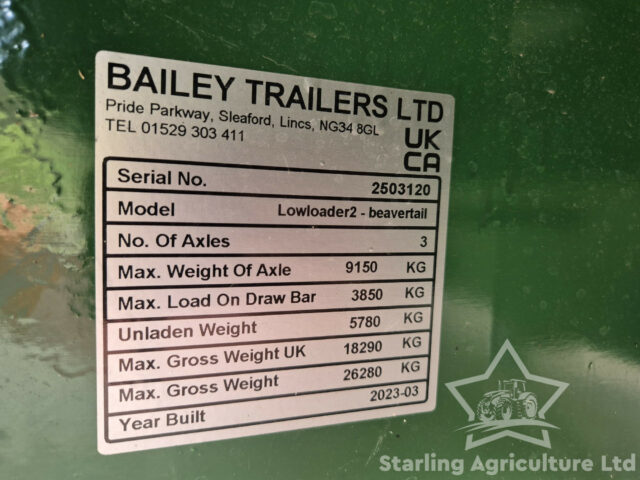 BAILEY TRAILERS LTD
Pride Parkway, Sleaford, Lincs, NG34 8GL
TEL 01529 303 411
UK
CA
Serial No. 2503120
Model Lowloader2 - beavertail
No. Of Axles 3
Max. Weight Of Axle 9150 KG
Max. Load On Draw Bar 3850 KG
Unladen Weight 5780 KG
Max. Gross Weight UK 18290 KG
Max. Gross Weight 26280 KG
Year Built 2023-03
Starling Agriculture Ltd